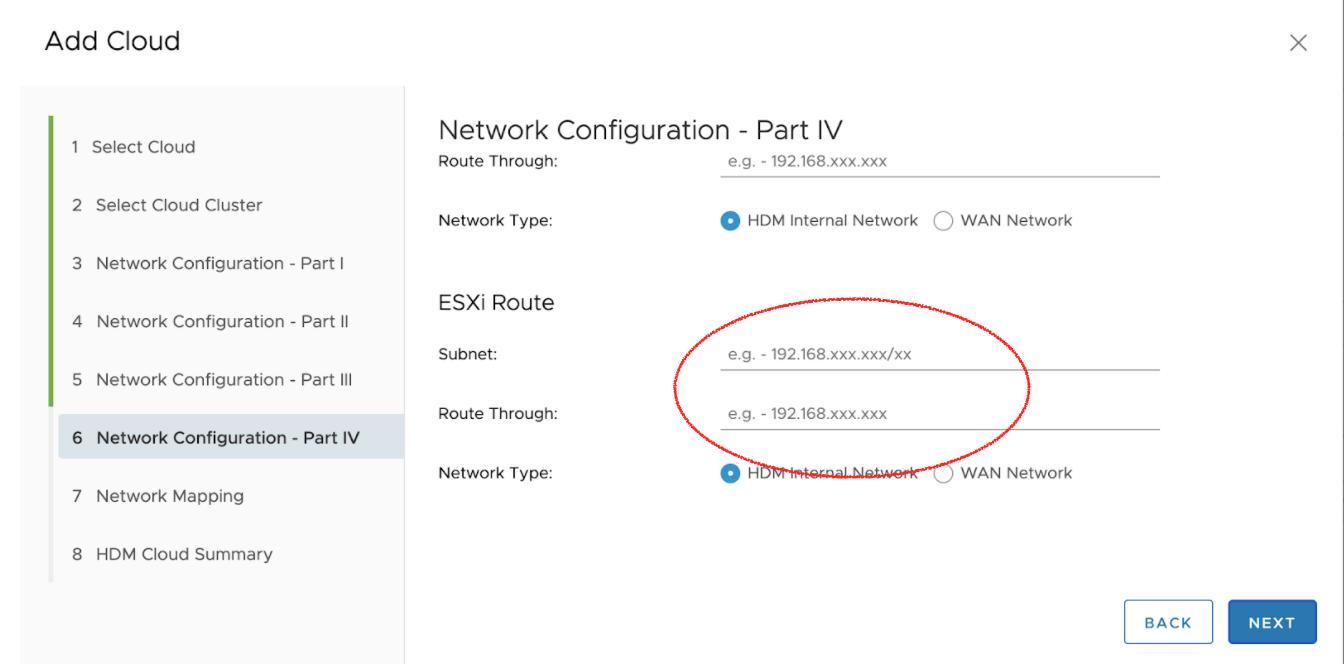 Add Cloud
1 Select Cloud
2 Select Cloud Cluster
3 Network Configuration - Part I
4 Network Configuration - Part II
5 Network Configuration - Part III
6 Network Configuration - Part IV
7 Network Mapping
8 HDM Cloud Summary
Network Configuration - Part IV
Route Through: e.g. - 192.168.xxx.xxx
Network Type: HDM Internal Network WAN Network
ESXi Route
Subnet: e.g. - 192.168.xxx.xxx/xx
Route Through: e.g. - 192.168.xxx.xxx
Network Type: HDM Internal Network WAN Network
BACK NEXT